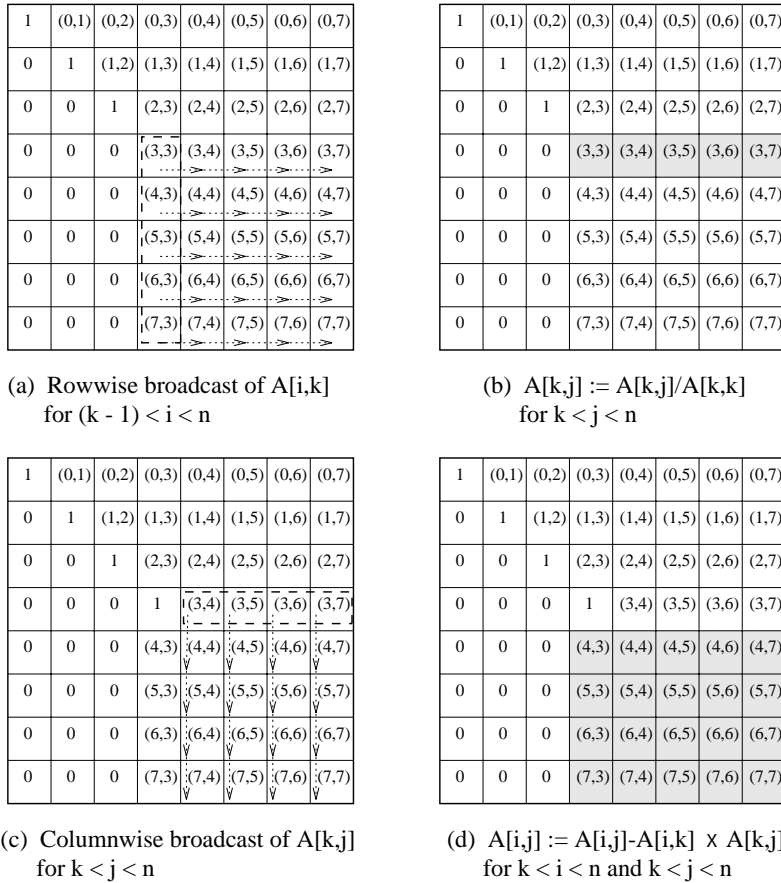 1 (0,1) (0,2) (0,3) (0,4) (0,5) (0,6) (0,7)
0 1 (1,2) (1,3) (1,4) (1,5) (1,6) (1,7)
0 0 1 (2,3) (2,4) (2,5) (2,6) (2,7)
0 0 0 (3,3) (3,4) (3,5) (3,6) (3,7)
0 0 0 (4,3) (4,4) (4,5) (4,6) (4,7)
0 0 0 (5,3) (5,4) (5,5) (5,6) (5,7)
0 0 0 (6,3) (6,4) (6,5) (6,6) (6,7)
0 0 0 (7,3) (7,4) (7,5) (7,6) (7,7)
(a) Rowwise broadcast of A[i,k]
for (k - 1) < i < n
1 (0,1) (0,2) (0,3) (0,4) (0,5) (0,6) (0,7)
0 1 (1,2) (1,3) (1,4) (1,5) (1,6) (1,7)
0 0 1 (2,3) (2,4) (2,5) (2,6) (2,7)
0 0 0 (3,3) (3,4) (3,5) (3,6) (3,7)
0 0 0 (4,3) (4,4) (4,5) (4,6) (4,7)
0 0 0 (5,3) (5,4) (5,5) (5,6) (5,7)
0 0 0 (6,3) (6,4) (6,5) (6,6) (6,7)
0 0 0 (7,3) (7,4) (7,5) (7,6) (7,7)
(b) A[k,j] := A[k,j]/A[k,k]
for k < j < n
1 (0,1) (0,2) (0,3) (0,4) (0,5) (0,6) (0,7)
0 1 (1,2) (1,3) (1,4) (1,5) (1,6) (1,7)
0 0 1 (2,3) (2,4) (2,5) (2,6) (2,7)
0 0 0 1 (3,4) (3,5) (3,6) (3,7)
0 0 0 (4,3) (4,4) (4,5) (4,6) (4,7)
0 0 0 (5,3) (5,4) (5,5) (5,6) (5,7)
0 0 0 (6,3) (6,4) (6,5) (6,6) (6,7)
0 0 0 (7,3) (7,4) (7,5) (7,6) (7,7)
(c) Columnwise broadcast of A[k,j]
for k < j < n
1 (0,1) (0,2) (0,3) (0,4) (0,5) (0,6) (0,7)
0 1 (1,2) (1,3) (1,4) (1,5) (1,6) (1,7)
0 0 1 (2,3) (2,4) (2,5) (2,6) (2,7)
0 0 0 1 (3,4) (3,5) (3,6) (3,7)
0 0 0 (4,3) (4,4) (4,5) (4,6) (4,7)
0 0 0 (5,3) (5,4) (5,5) (5,6) (5,7)
0 0 0 (6,3) (6,4) (6,5) (6,6) (6,7)
0 0 0 (7,3) (7,4) (7,5) (7,6) (7,7)
(d) A[i,j] := A[i,j]-A[i,k] x A[k,j]
for k < i < n and k < j < n